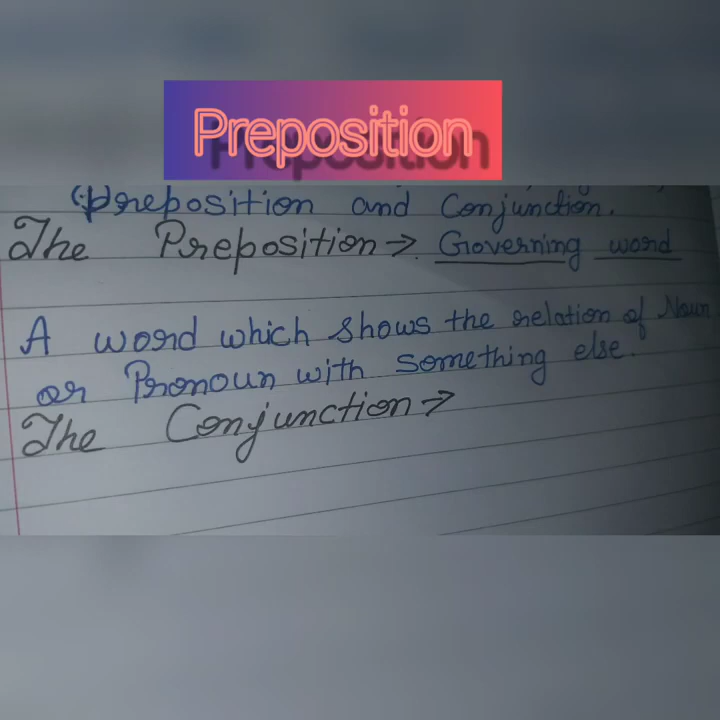 Preposition
(Preposition and Conjunction.
The Preposition → Governing word
A word which shows the relation of Noun
or Pronoun with something else.
The Conjunction →